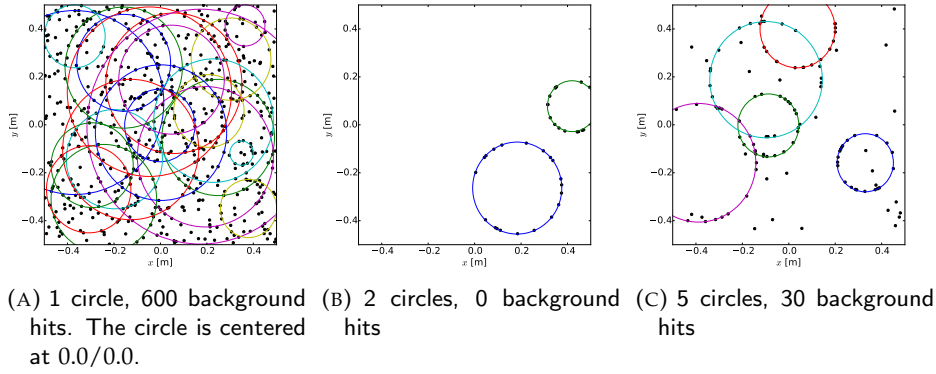 0.4
0.2
0.0
−0.2
−0.4
y [m]
−0.4 −0.2 0.0 0.2 0.4
x [m]
0.4
0.2
0.0
−0.2
−0.4
y [m]
−0.4 −0.2 0.0 0.2 0.4
x [m]
0.4
0.2
0.0
−0.2
−0.4
y [m]
−0.4 −0.2 0.0 0.2 0.4
x [m]
(A) 1 circle, 600 background
hits. The circle is centered
at 0.0/0.0.
(B) 2 circles, 0 background
hits
(C) 5 circles, 30 background
hits